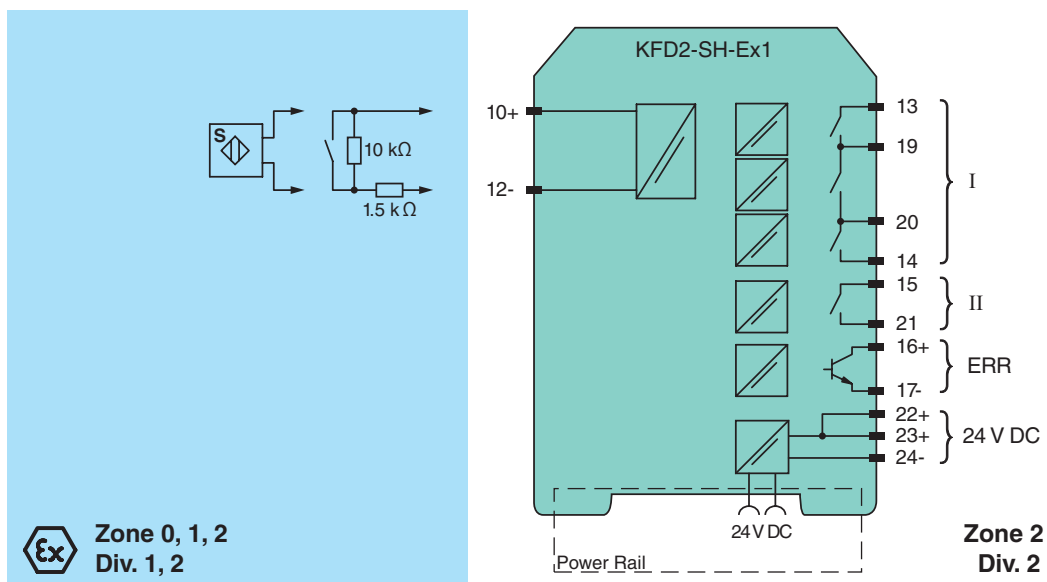 KFD2-SH-Ex1
S
10 kΩ
1.5 k Ω
10+
12-
13
19
20
14
I
15
21
II
16+
17-
ERR
22+
23+
24-
24 V DC
24 V DC
Power Rail
εx
Zone 0, 1, 2
Div. 1, 2
Zone 2
Div. 2